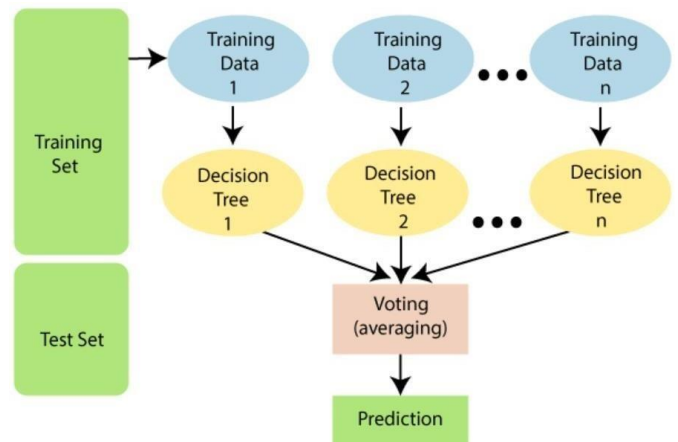 Training
Set
Test Set
Training
Data
1
Training
Data
2
Training
Data
n
Decision
Tree
1
Decision
Tree
2
Decision
Tree
n
Voting
(averaging)
Prediction